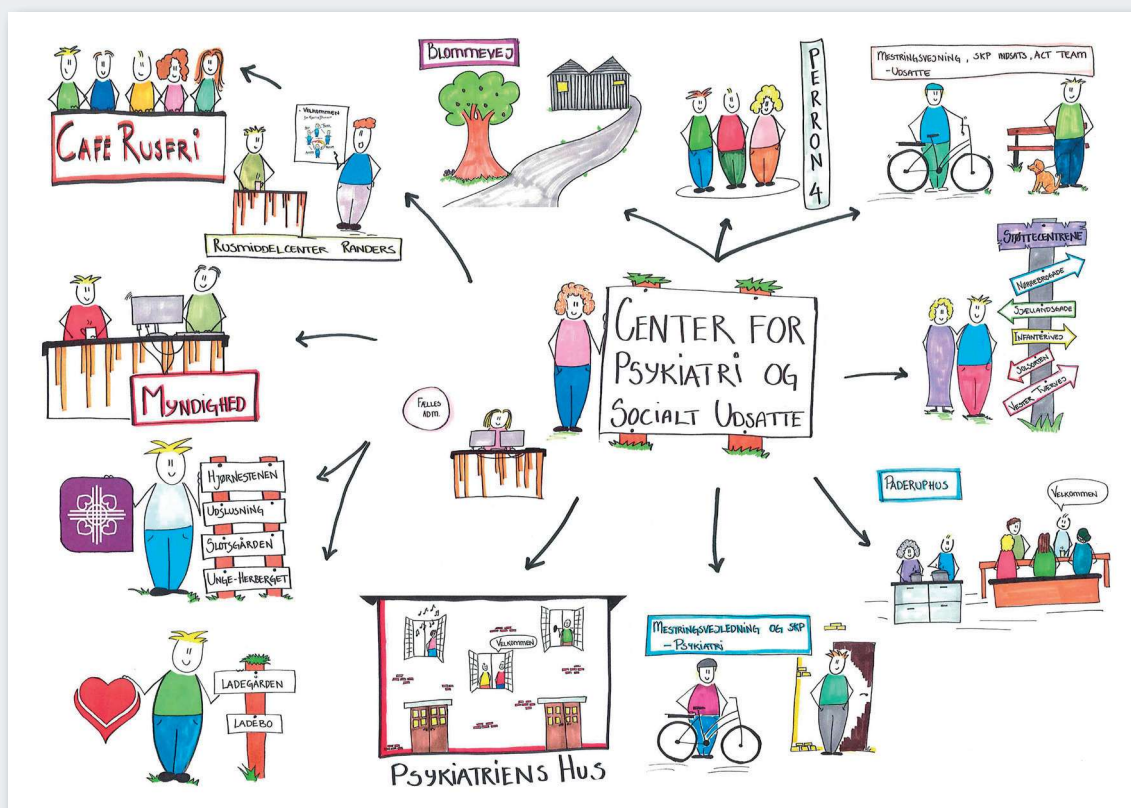 CAFE RUSFRI
VELKOMMEN
RUSMIDDELCENTER RANDERS
BLOMMEVEJ
PERRON 4
MESTRINGSVEJNING, SKP INDSATS, ACT TEAM
-UDSATTE
MYNDIGHED
FÆLLES
ADM.
CENTER FOR
PSYKIATRI OG
SOCIALT UDSATTE
STØTTECENTRENE
NØRREBROGADE
SJÆLLANDSGADE
INFANTERIVEJ
SOLSORTEN
VESTER TVÆRVEJ
HJØRNESTENEN
UDSLUSNING
SLOTSGÅRDEN
UNGE-HERBERGET
PADERUPHUS
VELKOMMEN
LADEGÅRDEN
LADEBO
VELKOMMEN
PSYKIATRIENS HUS
MESTRINGSVEJLEDNING OG SKP
- PSYKIATRI